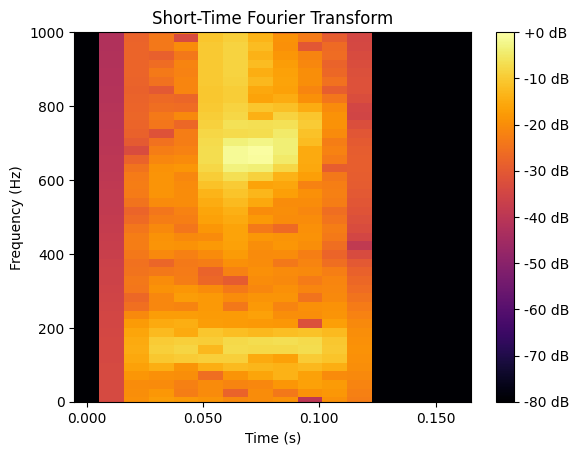 Short-Time Fourier Transform
1000
800
600
400
200
0
Frequency (Hz)
0.000
0.050
0.100
0.150
Time (s)
+0 dB
-10 dB
-20 dB
-30 dB
-40 dB
-50 dB
-60 dB
-70 dB
-80 dB